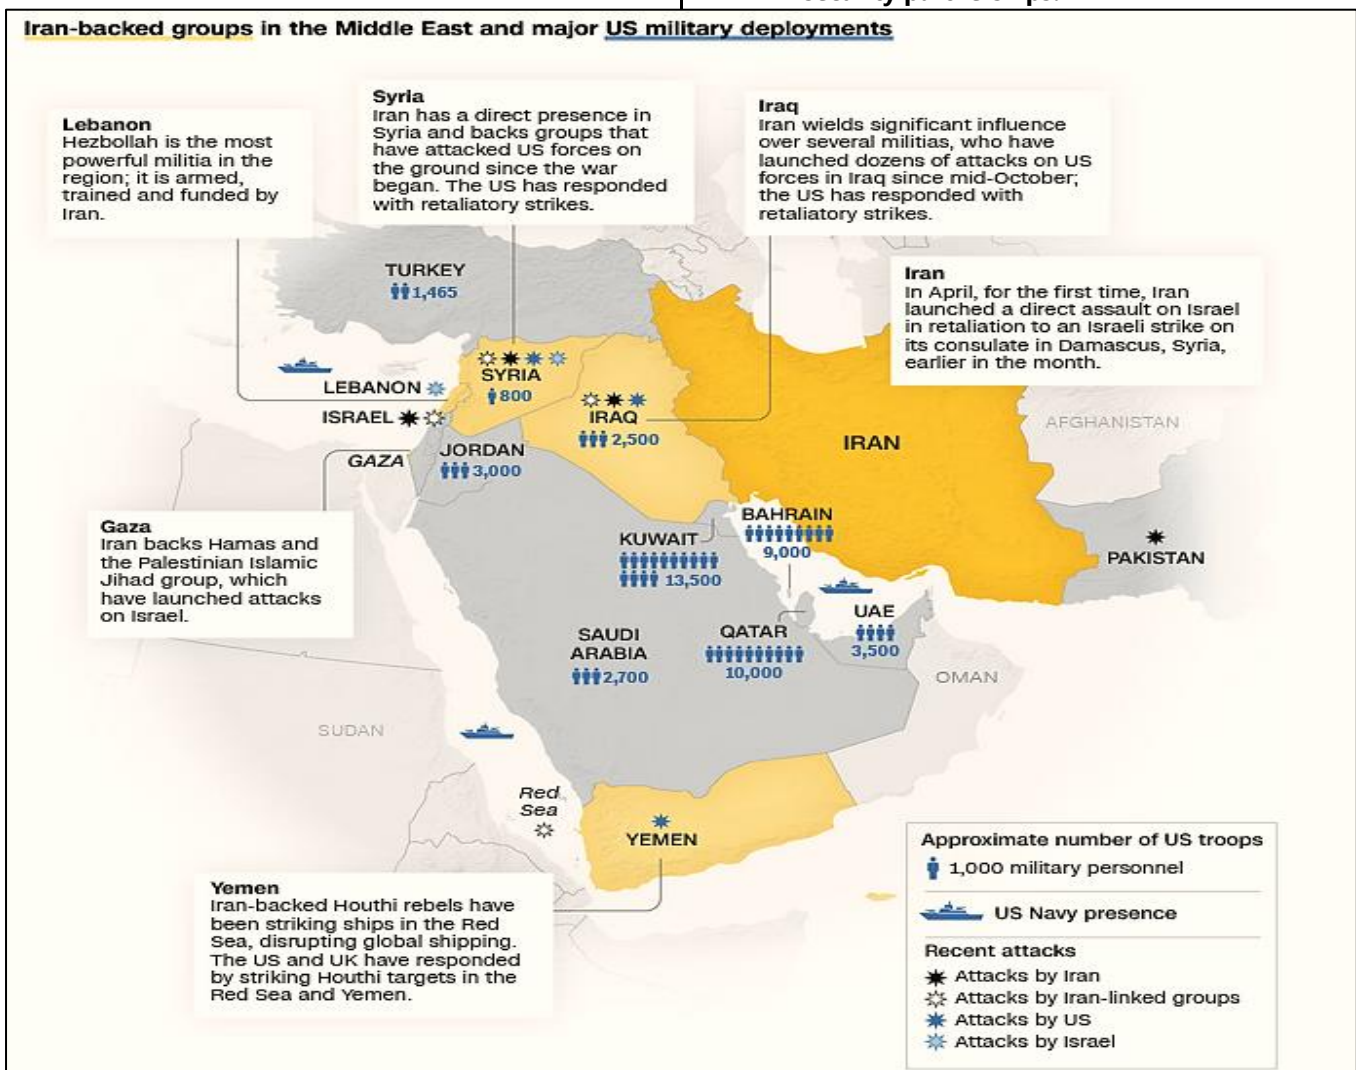 Iran-backed groups in the Middle East and major US military deployments
Lebanon
Hezbollah is the most
powerful militia in the
region; it is armed,
trained and funded by
Iran.
Syria
Iran has a direct presence in
Syria and backs groups that
have attacked US forces on
the ground since the war
began. The US has responded
with retaliatory strikes.
Iraq
Iran wields significant influence
over several militias, who have
launched dozens of attacks on US
forces in Iraq since mid-October;
the US has responded with
retaliatory strikes.
Iran
In April, for the first time, Iran
launched a direct assault on Israel
in retaliation to an Israeli strike on
its consulate in Damascus, Syria,
earlier in the month.
TURKEY
1,465
SYRIA
800
LEBANON
ISRAEL
IRAQ
2,500
IRAN
AFGHANISTAN
GAZA
JORDAN
3,000
Gaza
Iran backs Hamas and
the Palestinian Islamic
Jihad group, which
have launched attacks
on Israel.
KUWAIT
13,500
BAHRAIN
9,000
PAKISTAN
UAE
3,500
SAUDI
ARABIA
2,700
QATAR
10,000
OMAN
SUDAN
Red
Sea
YEMEN
Yemen
Iran-backed Houthi rebels have
been striking ships in the Red
Sea, disrupting global shipping.
The US and UK have responded
by striking Houthi targets in the
Red Sea and Yemen.
Approximate number of US troops
1,000 military personnel
US Navy presence
Recent attacks
Attacks by Iran
Attacks by Iran-linked groups
Attacks by US
Attacks by Israel